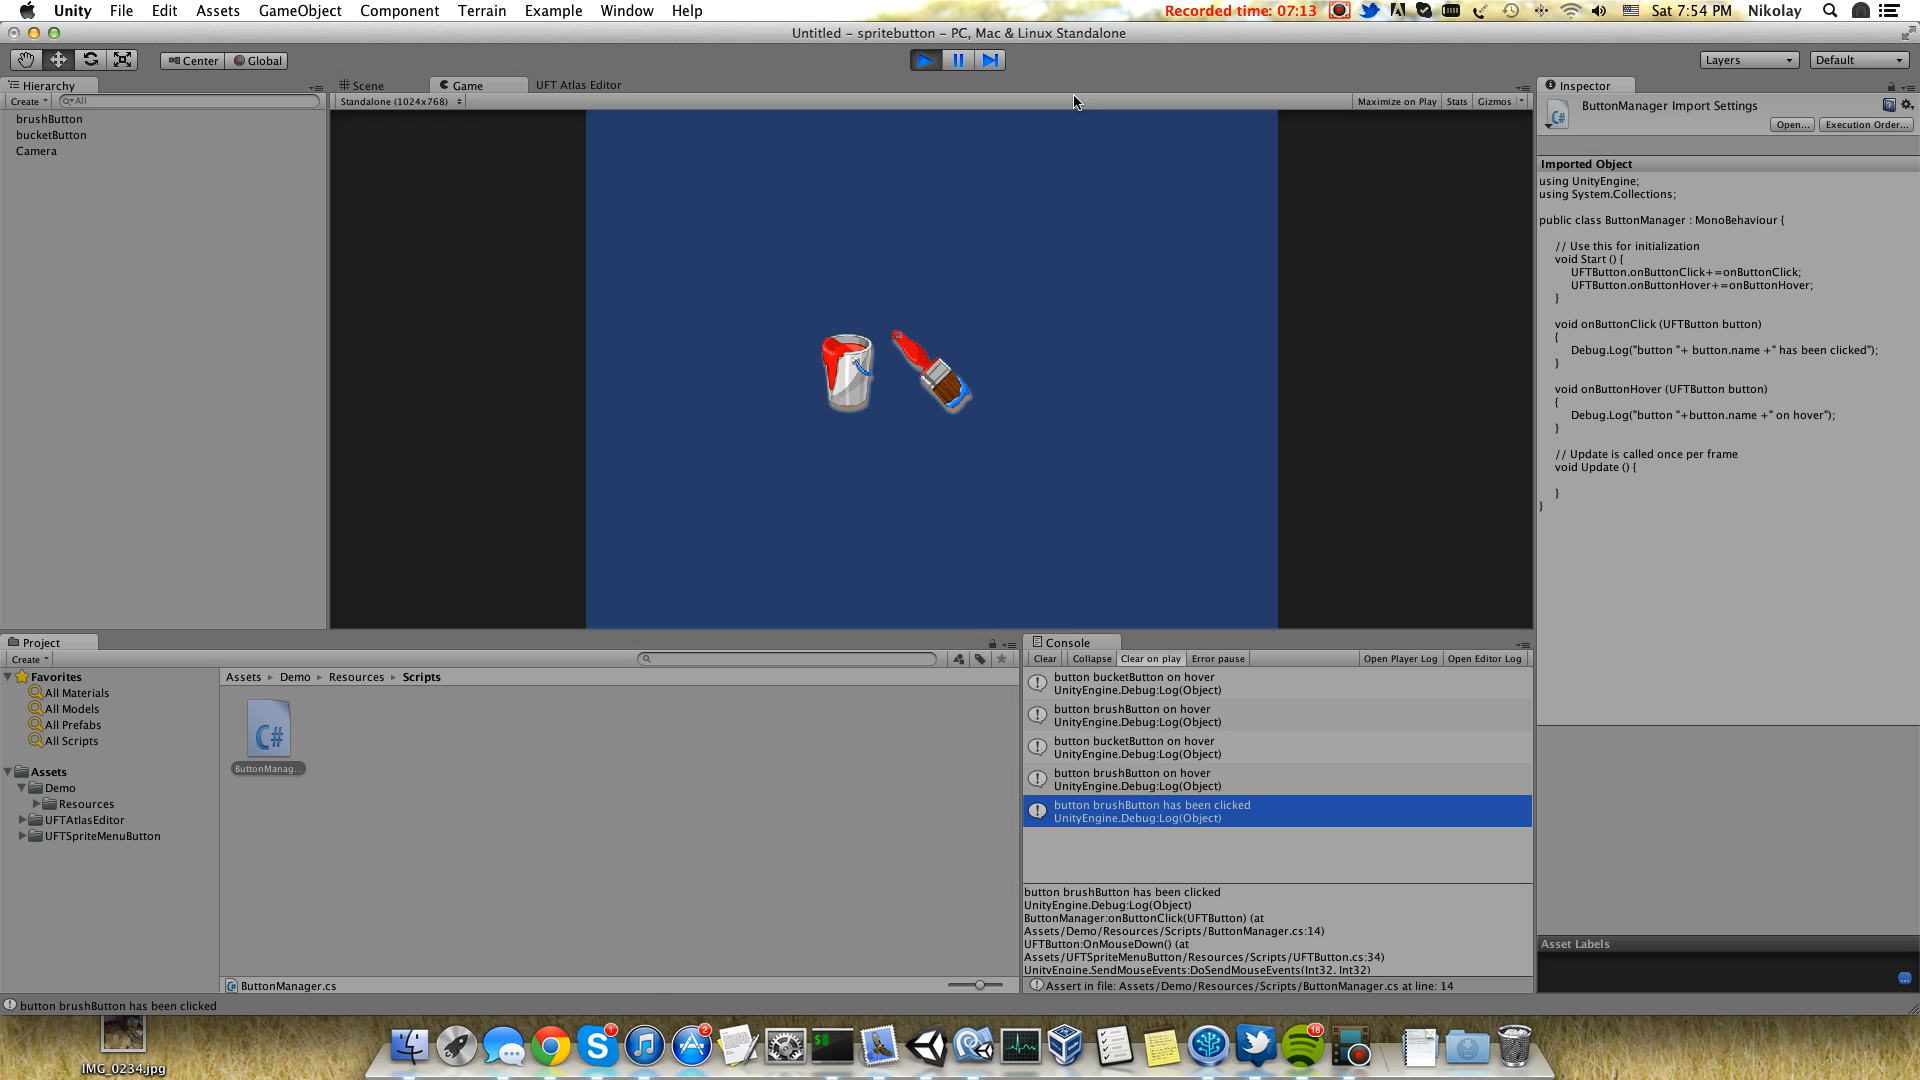 Unity File Edit Assets GameObject Component Terrain Example Window Help
Recorded time: 07:13 Sat 7:54 PM Nikolay
Untitled – spritebutton – PC, Mac & Linux Standalone
Center Global
Layers Default
Hierarchy
Create All
brushButton
bucketButton
Camera
Scene Game UFT Atlas Editor
Standalone (1024x768) Maximize on Play Stats Gizmos
Inspector
ButtonManager Import Settings
Open... Execution Order...
Imported Object
using UnityEngine;
using System.Collections;
public class ButtonManager : MonoBehaviour {
// Use this for initialization
void Start () {
UFTButton.onButtonClick+=onButtonClick;
UFTButton.onButtonHover+=onButtonHover;
}
void onButtonClick (UFTButton button)
{
Debug.Log("button "+ button.name +" has been clicked");
}
void onButtonHover (UFTButton button)
{
Debug.Log("button "+button.name +" on hover");
}
// Update is called once per frame
void Update () {
}
}
Asset Labels
Project
Create
Favorites
All Materials
All Models
All Prefabs
All Scripts
Assets
Demo
Resources
UFTAtlasEditor
UFTSpriteMenuButton
Assets Demo Resources Scripts
C#
ButtonManag...
ButtonManager.cs
Console
Clear Collapse Clear on play Error pause Open Player Log Open Editor Log
button bucketButton on hover
UnityEngine.Debug:Log(Object)
button brushButton on hover
UnityEngine.Debug:Log(Object)
button bucketButton on hover
UnityEngine.Debug:Log(Object)
button brushButton on hover
UnityEngine.Debug:Log(Object)
button brushButton has been clicked
UnityEngine.Debug:Log(Object)
button brushButton has been clicked
UnityEngine.Debug:Log(Object)
ButtonManager:onButtonClick(UFTButton) (at
Assets/Demo/Resources/Scripts/ButtonManager.cs:14)
UFTButton:OnMouseDown() (at
Assets/UFTSpriteMenuButton/Resources/Scripts/UFTButton.cs:34)
UnityEngine.SendMouseEvents:DoSendMouseEvents(Int32, Int32)
Assert in file: Assets/Demo/Resources/Scripts/ButtonManager.cs at line: 14
button brushButton has been clicked
1
2
18
IMG_0234.jpg